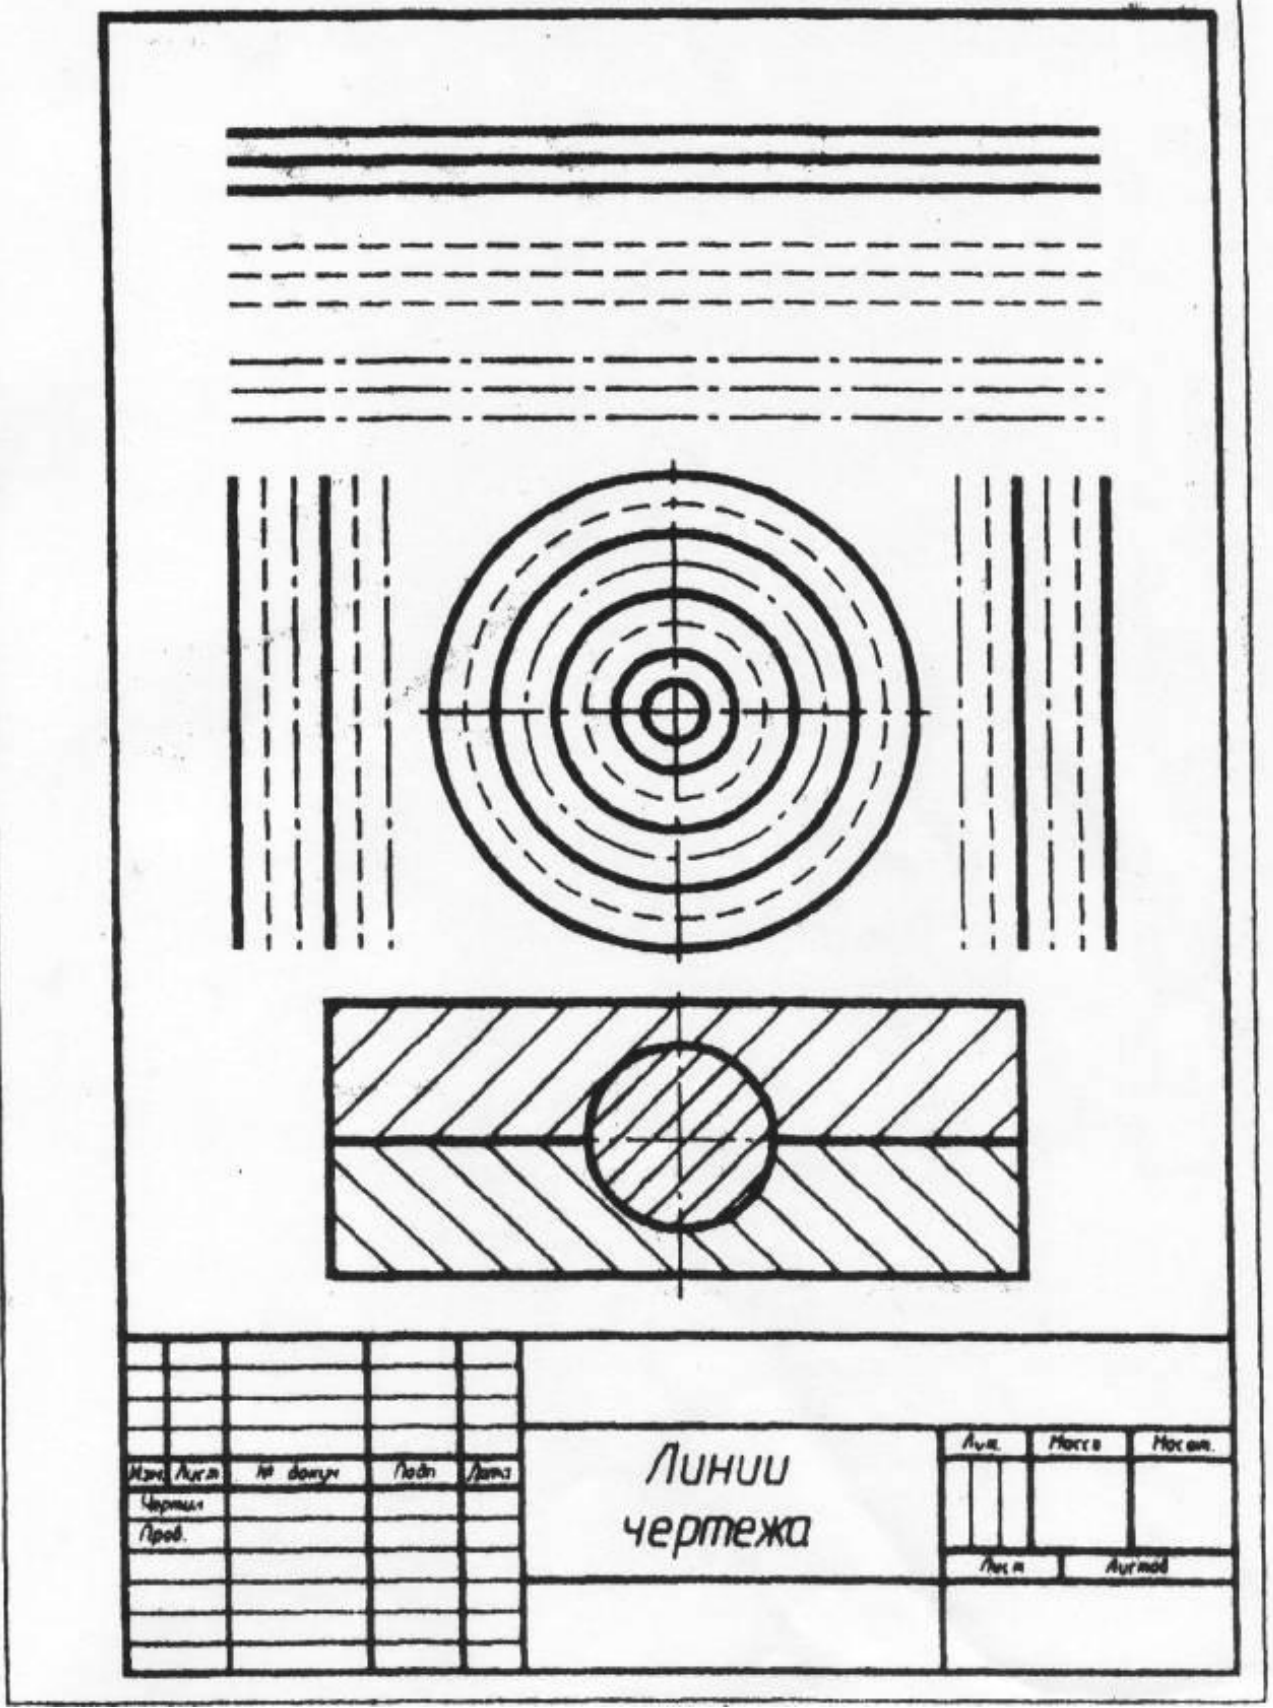 Изм. Лист № докум Подп Дата
Чертил
Пров.
Линии
чертежа
Лит. Масса Масшт.
Лист Листов